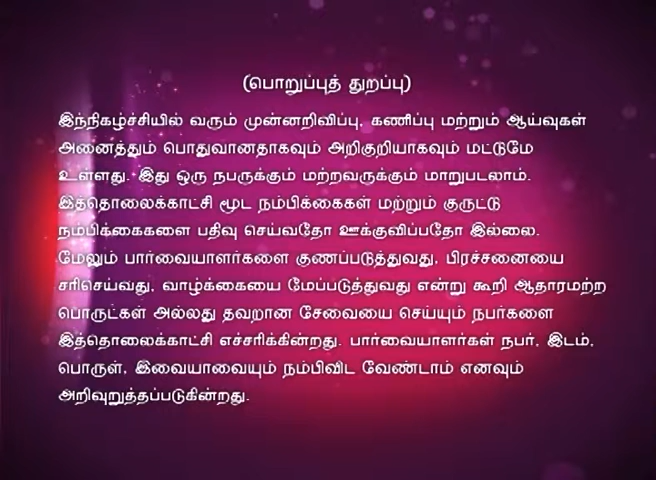 (பொறுப்புத் துறப்பு)
இந்நிகழ்ச்சியில் வரும் முன்னறிவிப்பு, கணிப்பு மற்றும் ஆய்வுகள்
அனைத்தும் பொதுவானதாகவும் அறிகுறியாகவும் மட்டுமே
உள்ளது. இது ஒரு நபருக்கும் மற்றவருக்கும் மாறுபடலாம்.
இத்தொலைக்காட்சி மூட நம்பிக்கைகள் மற்றும் குருட்டு
நம்பிக்கைகளை பதிவு செய்வதோ ஊக்குவிப்பதோ இல்லை.
மேலும் பார்வையாளர்களை குணப்படுத்துவது, பிரச்சனையை
சரிசெய்வது, வாழ்க்கையை மேப்படுத்துவது என்று கூறி ஆதாரமற்ற
பொருட்கள் அல்லது தவறான சேவையை செய்யும் நபர்களை
இத்தொலைக்காட்சி எச்சரிக்கின்றது. பார்வையாளர்கள் நபர், இடம்,
பொருள், இவையாவையும் நம்பிவிட வேண்டாம் எனவும்
அறிவுறுத்தப்படுகின்றது.